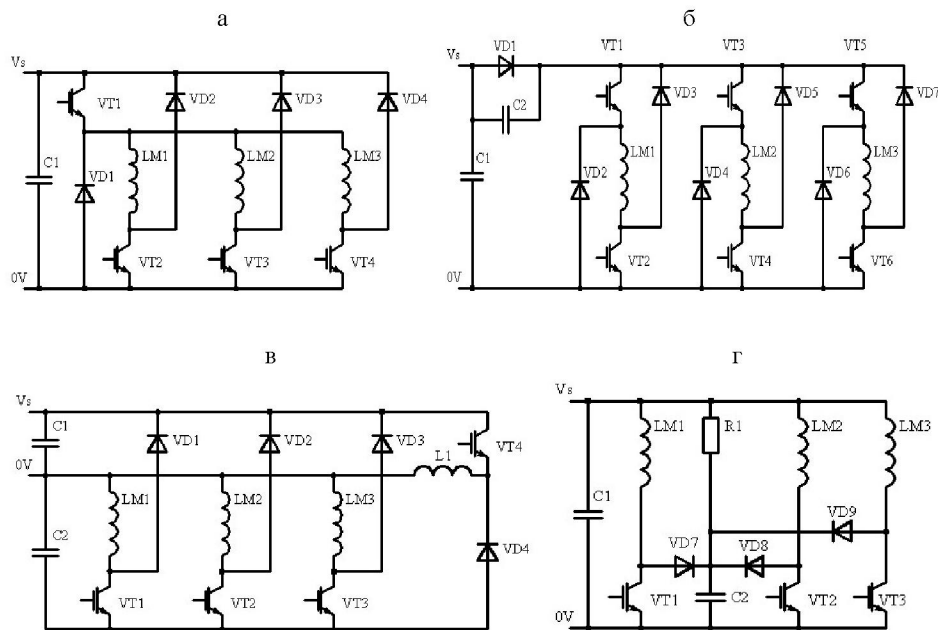 а
Vs
VT1
VD2
VD3
VD4
C1
VD1
LM1
LM2
LM3
VT2
VT3
VT4
0V
б
Vs
VD1
VT1
VT3
VT5
C2
VD3
VD5
VD7
C1
VD2
LM1
VD4
LM2
VD6
LM3
VT2
VT4
VT6
0V
в
Vs
C1
VD1
VD2
VD3
VT4
0V
L1
LM1
LM2
LM3
C2
VD4
VT1
VT2
VT3
г
Vs
LM1
R1
LM2
LM3
C1
VD9
VD7
VD8
VT1
C2
VT2
VT3
0V